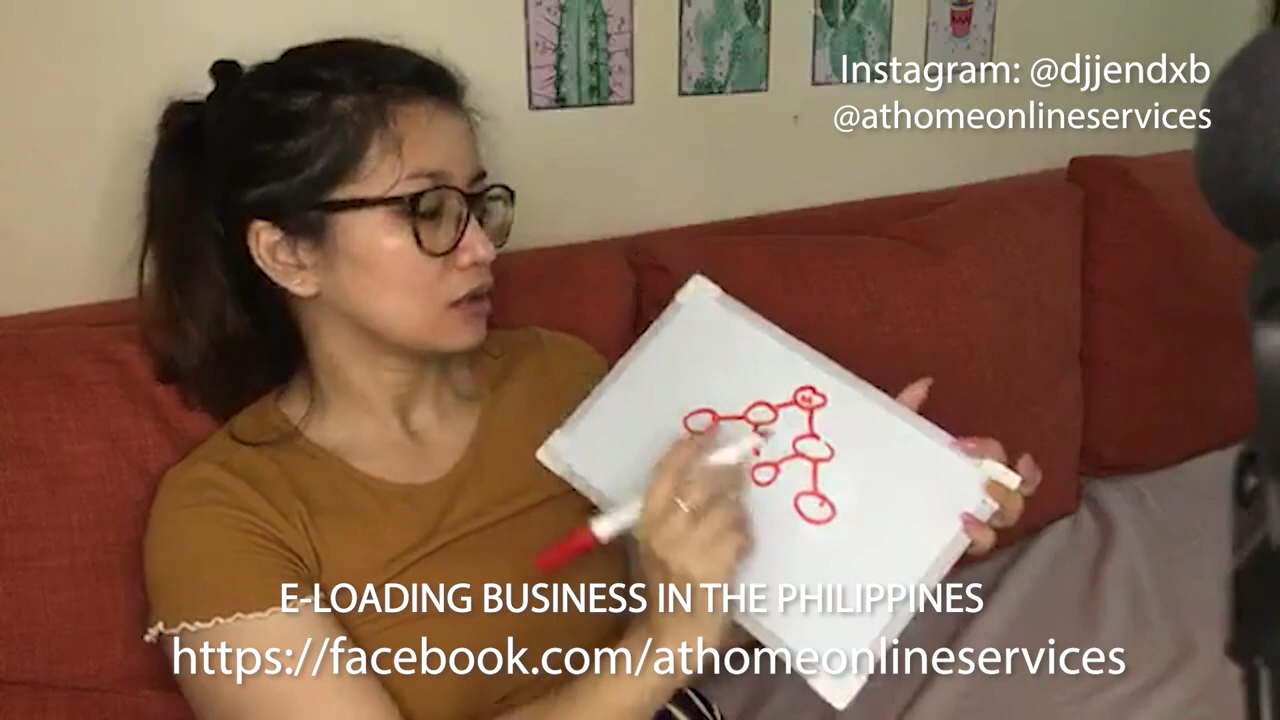 Instagram: @djjendxb
@athomeonlineservices
E-LOADING BUSINESS IN THE PHILIPPINES
https://facebook.com/athomeonlineservices